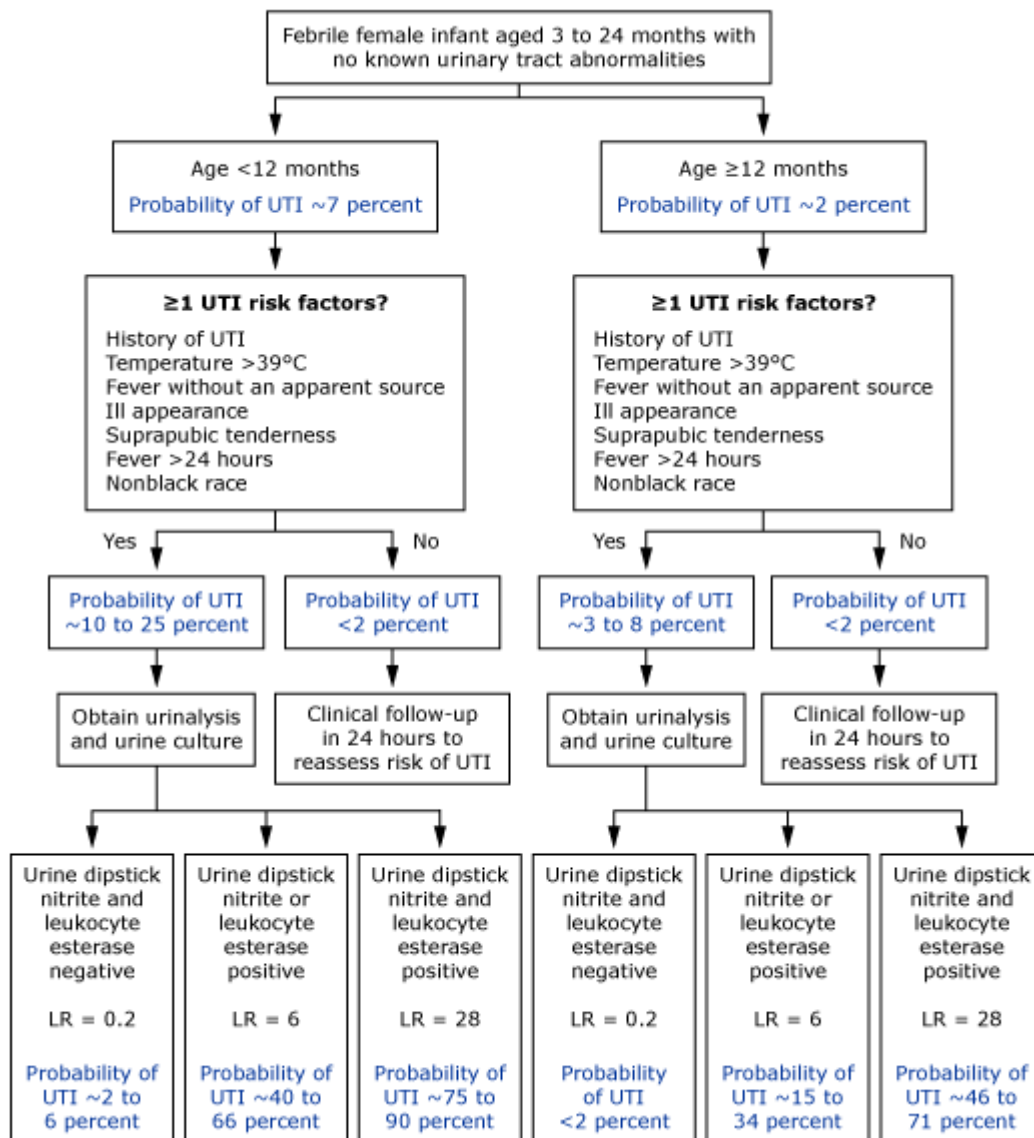 Febrile female infant aged 3 to 24 months with
no known urinary tract abnormalities
Age <12 months
Probability of UTI ~7 percent
Age ≥12 months
Probability of UTI ~2 percent
≥1 UTI risk factors?
History of UTI
Temperature >39°C
Fever without an apparent source
Ill appearance
Suprapubic tenderness
Fever >24 hours
Nonblack race
≥1 UTI risk factors?
History of UTI
Temperature >39°C
Fever without an apparent source
Ill appearance
Suprapubic tenderness
Fever >24 hours
Nonblack race
Yes
No
Yes
No
Probability of UTI
~10 to 25 percent
Probability of UTI
<2 percent
Probability of UTI
~3 to 8 percent
Probability of UTI
<2 percent
Obtain urinalysis
and urine culture
Clinical follow-up
in 24 hours to
reassess risk of UTI
Obtain urinalysis
and urine culture
Clinical follow-up
in 24 hours to
reassess risk of UTI
Urine dipstick
nitrite and
leukocyte
esterase
negative
LR = 0.2
Probability of
UTI ~2 to
6 percent
Urine dipstick
nitrite or
leukocyte
esterase
positive
LR = 6
Probability of
UTI ~40 to
66 percent
Urine dipstick
nitrite and
leukocyte
esterase
positive
LR = 28
Probability of
UTI ~75 to
90 percent
Urine dipstick
nitrite and
leukocyte
esterase
negative
LR = 0.2
Probability
of UTI
<2 percent
Urine dipstick
nitrite or
leukocyte
esterase
positive
LR = 6
Probability of
UTI ~15 to
34 percent
Urine dipstick
nitrite and
leukocyte
esterase
positive
LR = 28
Probability of
UTI ~46 to
71 percent